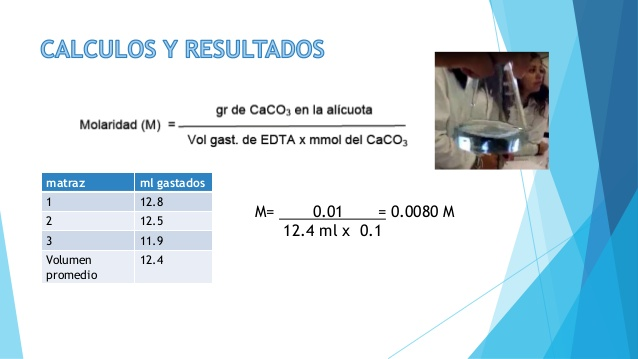 CALCULOS Y RESULTADOS
Molaridad (M) = gr de CaCO₃ en la alícuota
Vol gast. de EDTA x mmol del CaCO₃
matraz ml gastados
1 12.8
2 12.5
3 11.9
Volumen promedio 12.4
M= 0.01 = 0.0080 M
12.4 ml x 0.1